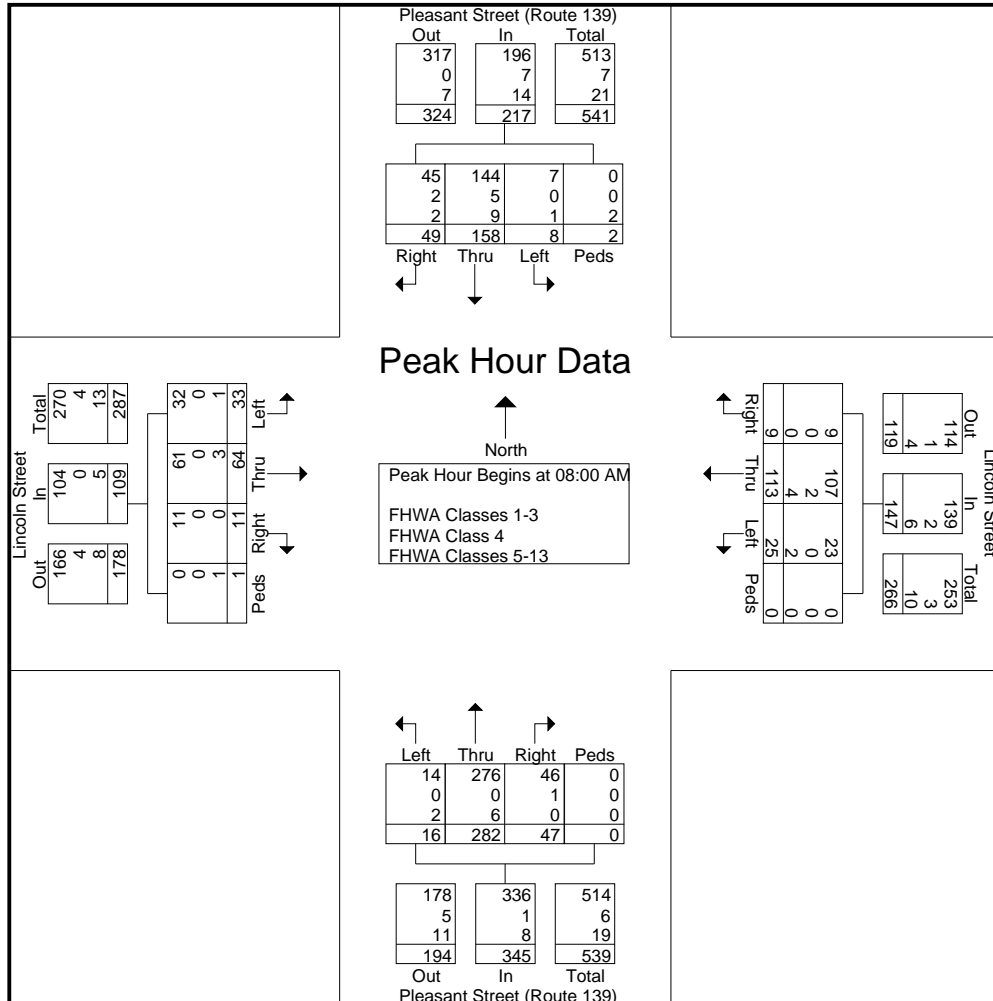 Pleasant Street (Route 139)
Out In Total
317 196 513
0 7 7
7 14 21
324 217 541
45 144 7 0
2 5 0 0
2 9 1 2
49 158 8 2
Right Thru Left Peds
Peak Hour Data
North
Peak Hour Begins at 08:00 AM
FHWA Classes 1-3
FHWA Class 4
FHWA Classes 5-13
Lincoln Street
Out In Total
166 104 270
4 0 4
8 5 13
178 109 287
32 61 11 0
0 0 0 0
1 3 0 1
33 64 11 1
Left Thru Right Peds
Lincoln Street
Out In Total
114 139 253
1 2 3
4 6 10
119 147 266
9 107 23 0
0 2 0 0
0 4 2 0
9 113 25 0
Right Thru Left Peds
Left Thru Right Peds
14 276 46 0
0 0 1 0
2 6 0 0
16 282 47 0
178 336 514
5 1 6
11 8 19
194 345 539
Out In Total
Pleasant Street (Route 139)